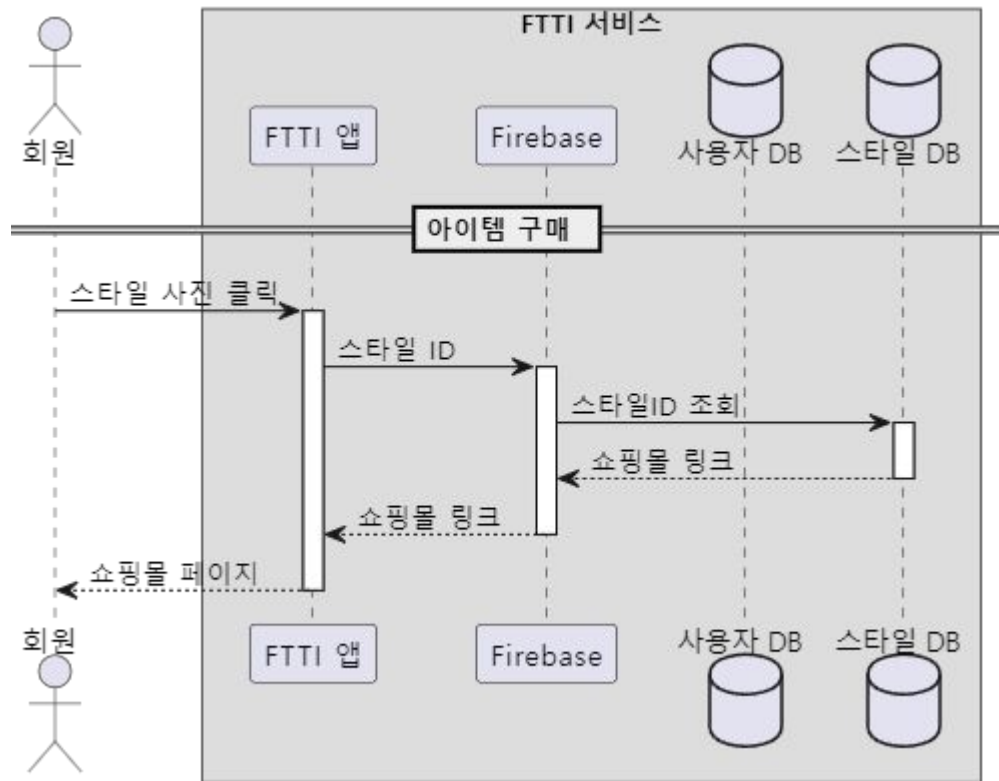 FTTI 서비스
회원
FTTI 앱
Firebase
사용자 DB
스타일 DB
아이템 구매
스타일 사진 클릭
스타일 ID
스타일ID 조회
쇼핑몰 링크
쇼핑몰 링크
쇼핑몰 페이지
회원
FTTI 앱
Firebase
사용자 DB
스타일 DB